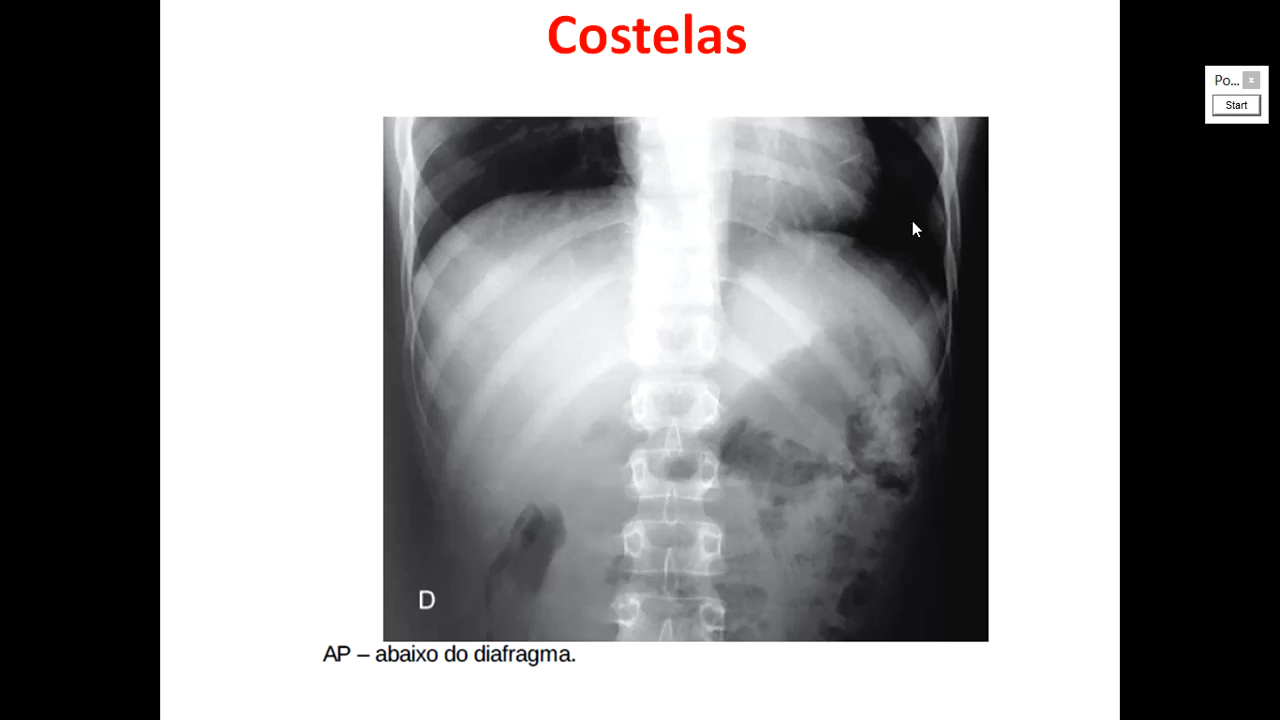 Costelas
Po...
x
Start
D
AP – abaixo do diafragma.